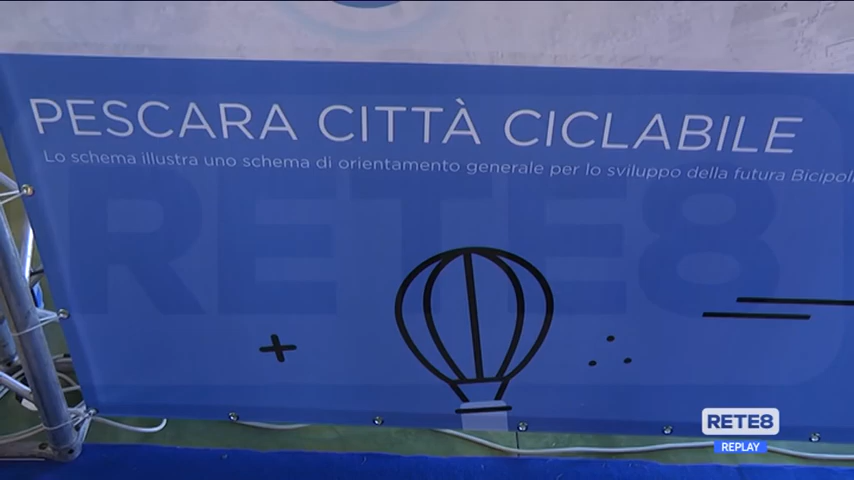 PESCARA CITTÀ CICLABILE
Lo schema illustra uno schema di orientamento generale per lo sviluppo della futura
RETE8
RETE8
REPLAY